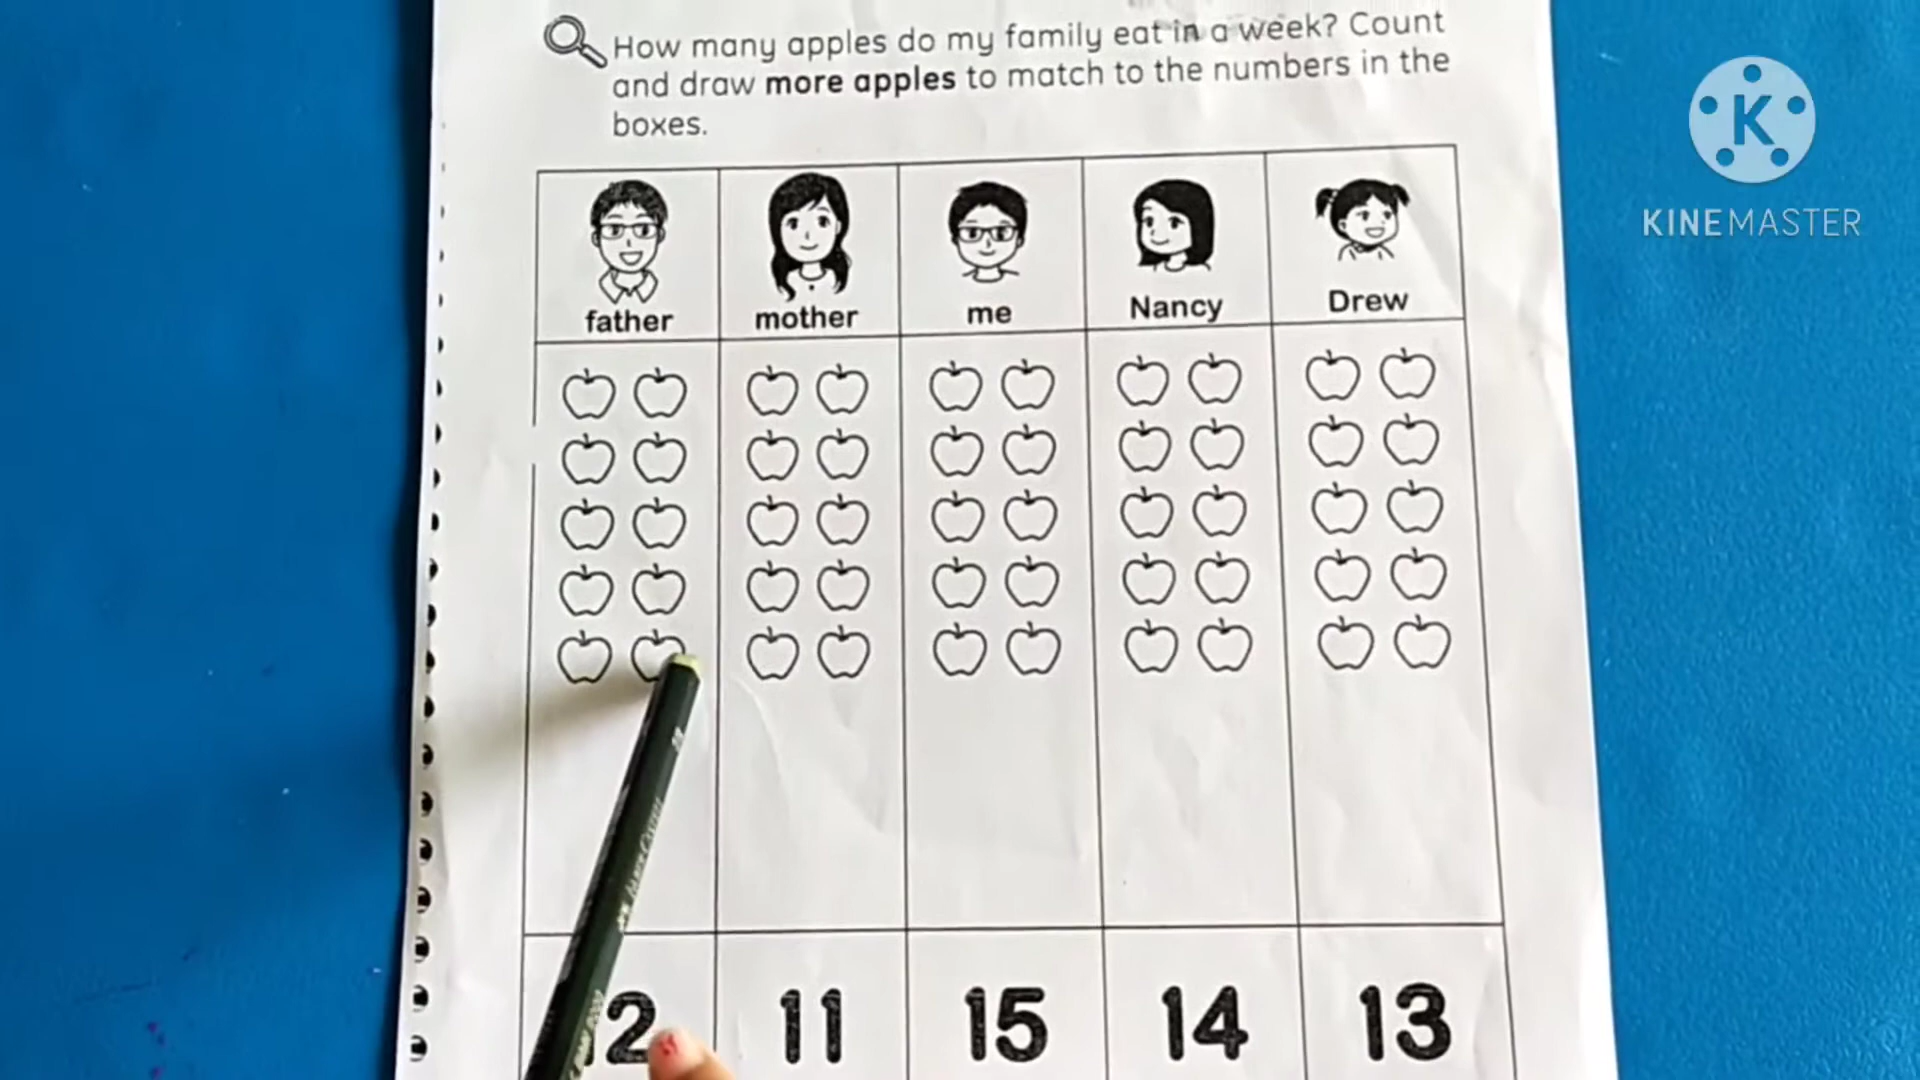 How many apples do my family eat in a week? Count
and draw more apples to match to the numbers in the
boxes.
K
KINEMASTER
father mother me Nancy Drew
2 11 15 14 13